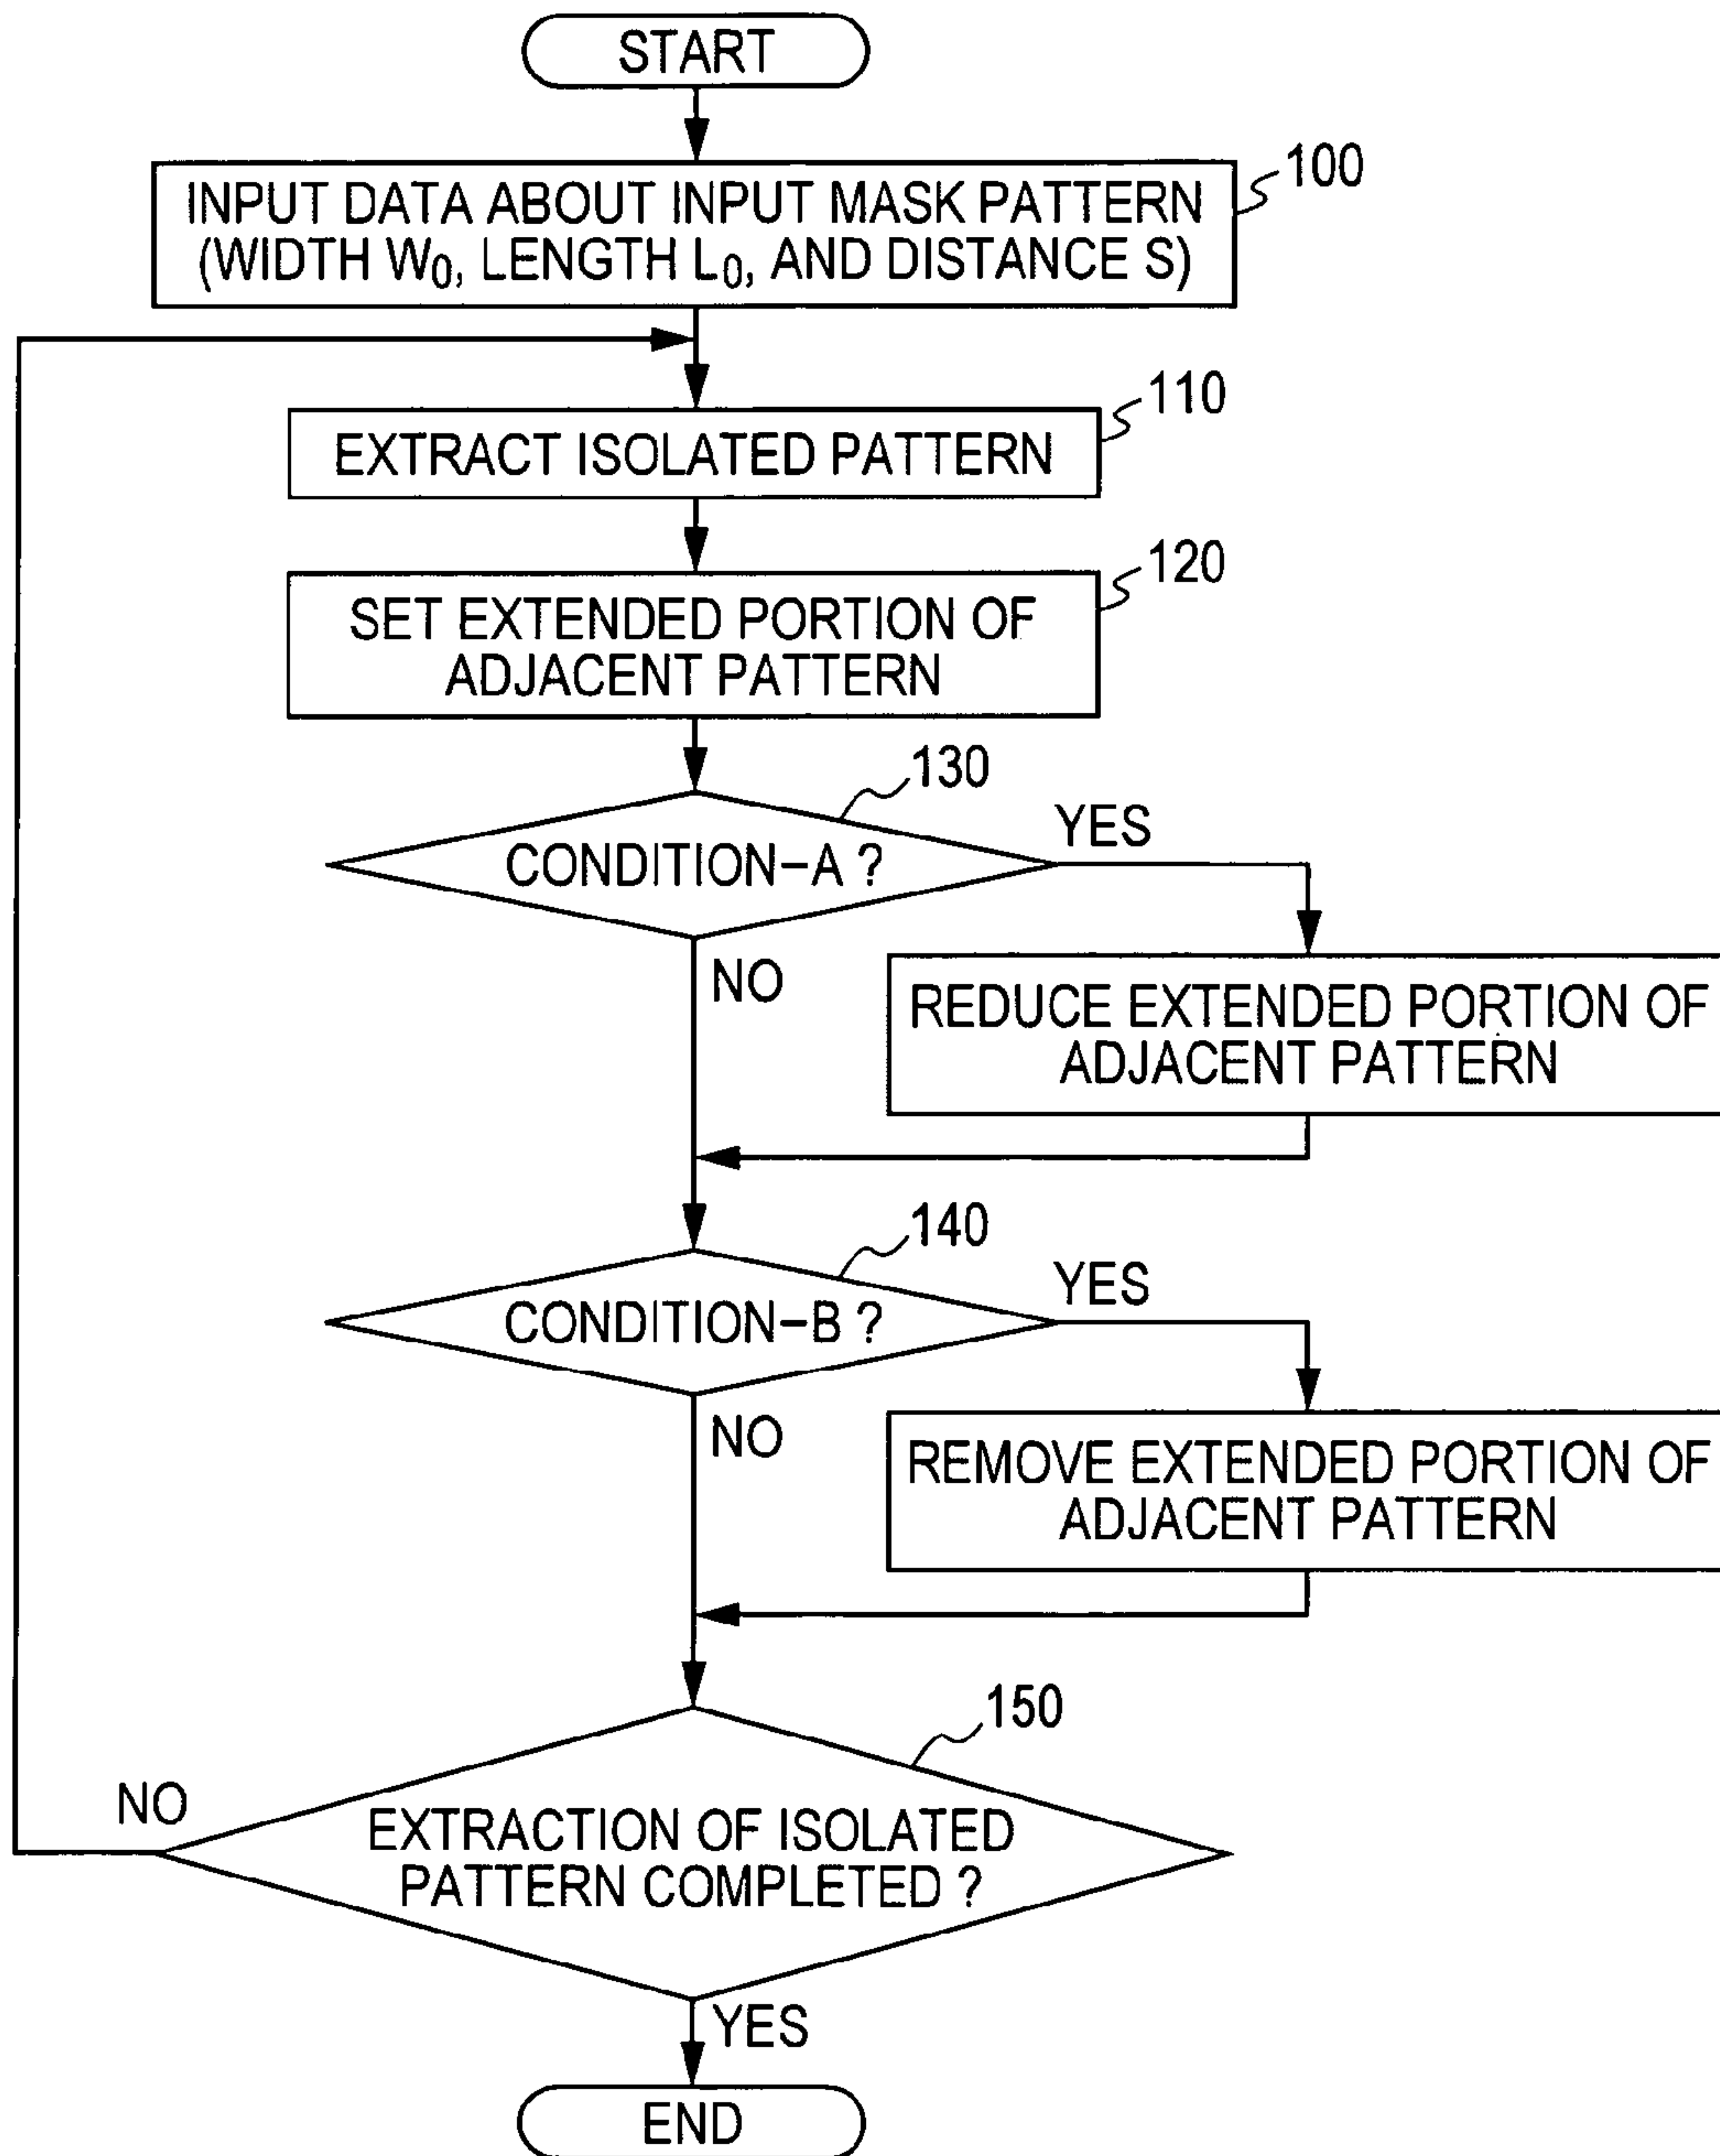 START
100
INPUT DATA ABOUT INPUT MASK PATTERN
(WIDTH W₀, LENGTH L₀, AND DISTANCE S)
110
EXTRACT ISOLATED PATTERN
120
SET EXTENDED PORTION OF
ADJACENT PATTERN
130
CONDITION-A ?
YES
NO
REDUCE EXTENDED PORTION OF
ADJACENT PATTERN
140
CONDITION-B ?
YES
NO
REMOVE EXTENDED PORTION OF
ADJACENT PATTERN
150
NO
EXTRACTION OF ISOLATED
PATTERN COMPLETED ?
YES
END